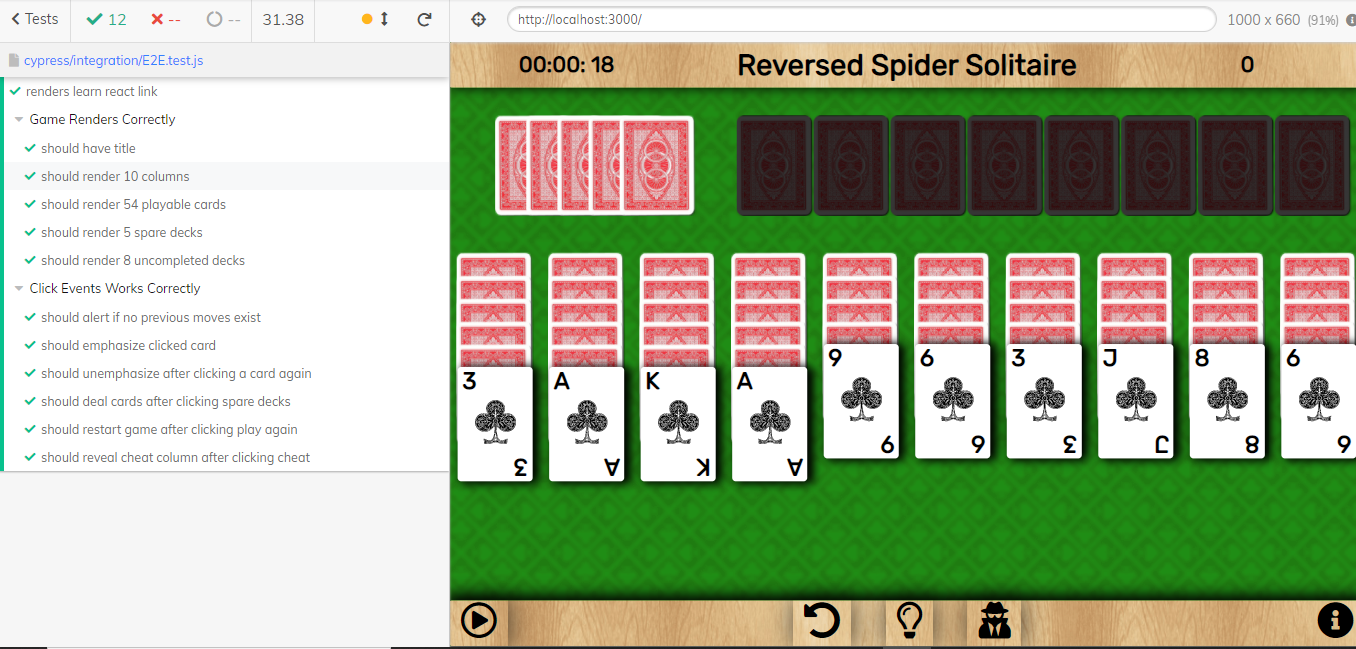 Tests 12 -- -- 31.38
http://localhost:3000/ 1000 x 660 (91%)
cypress/integration/E2E.test.js
renders learn react link
Game Renders Correctly
should have title
should render 10 columns
should render 54 playable cards
should render 5 spare decks
should render 8 uncompleted decks
Click Events Works Correctly
should alert if no previous moves exist
should emphasize clicked card
should unemphasize after clicking a card again
should deal cards after clicking spare decks
should restart game after clicking play again
should reveal cheat column after clicking cheat
00:00: 18 Reversed Spider Solitaire 0
9 6 3 J 8 6
3 A K A
9 6 3 J 8 6
3 A K A